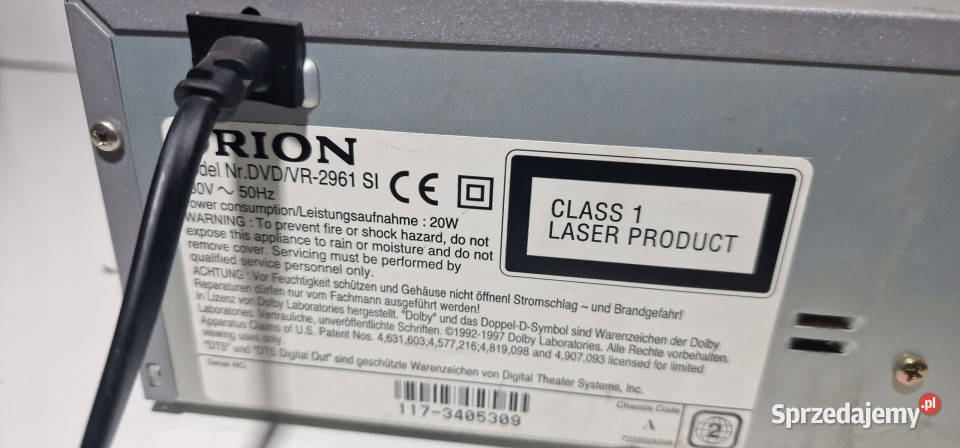 ORION
Model Nr.DVD/VR-2961 SI CE
30V ~ 50Hz
Power consumption/Leistungsaufnahme : 20W
WARNING : To prevent fire or shock hazard, do not
expose this appliance to rain or moisture and do not
remove cover. Servicing must be performed by
qualified service personnel only.
CLASS 1
LASER PRODUCT
ACHTUNG : Vor Feuchtigkeit schützen und Gehäuse nicht öffnen! Stromschlag ~ und Brandgefahr!
Reparaturen dürfen nur vom Fachmann ausgeführt werden!
In Lizenz von Dolby Laboratories hergestellt. "Dolby" und das Doppel-D-Symbol sind Warenzeichen der Dolby
Laboratories. Vertrauliche, unveröffentlichte Schriften. ©1992-1997 Dolby Laboratories. Alle Rechte vorbehalten.
Apparatus Claims of U.S. Patent Nos. 4,631,603;4,577,216;4,819,098 and 4,907,093 licensed for limited
viewing uses only.
"DTS" und "DTS Digital Out" sind geschützte Warenzeichen von Digital Theater Systems, Inc.
Serial NO.
117-3405309
Chassis Code
A
2
Sprzedajemy.pl